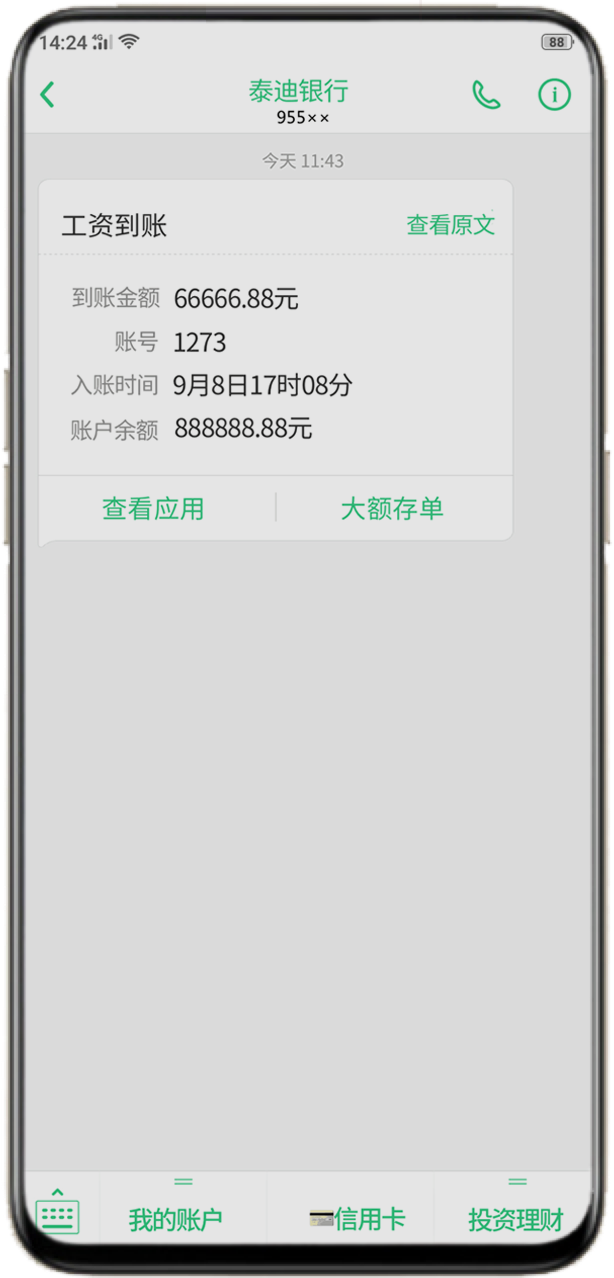 14:24 4G 88
泰迪银行
955××
今天 11:43
工资到账 查看原文
到账金额 66666.88元
账号 1273
入账时间 9月8日17时08分
账户余额 888888.88元
查看应用 大额存单
我的账户 信用卡 投资理财